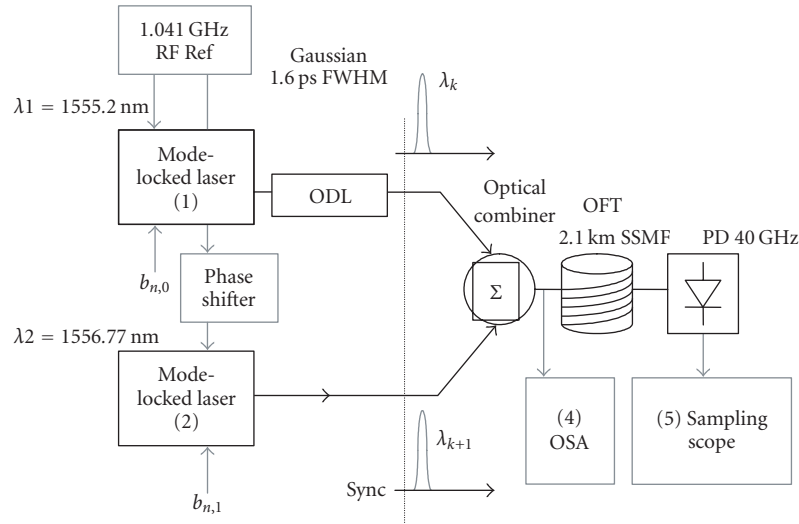 1.041 GHz
RF Ref
Gaussian
1.6 ps FWHM
λk
λ1 = 1555.2 nm
Mode-
locked laser
(1)
ODL
Optical
combiner
OFT
2.1 km SSMF
PD 40 GHz
bn,0
Phase
shifter
Σ
λ2 = 1556.77 nm
Mode-
locked laser
(2)
(4)
OSA
(5) Sampling
scope
λk+1
Sync
bn,1